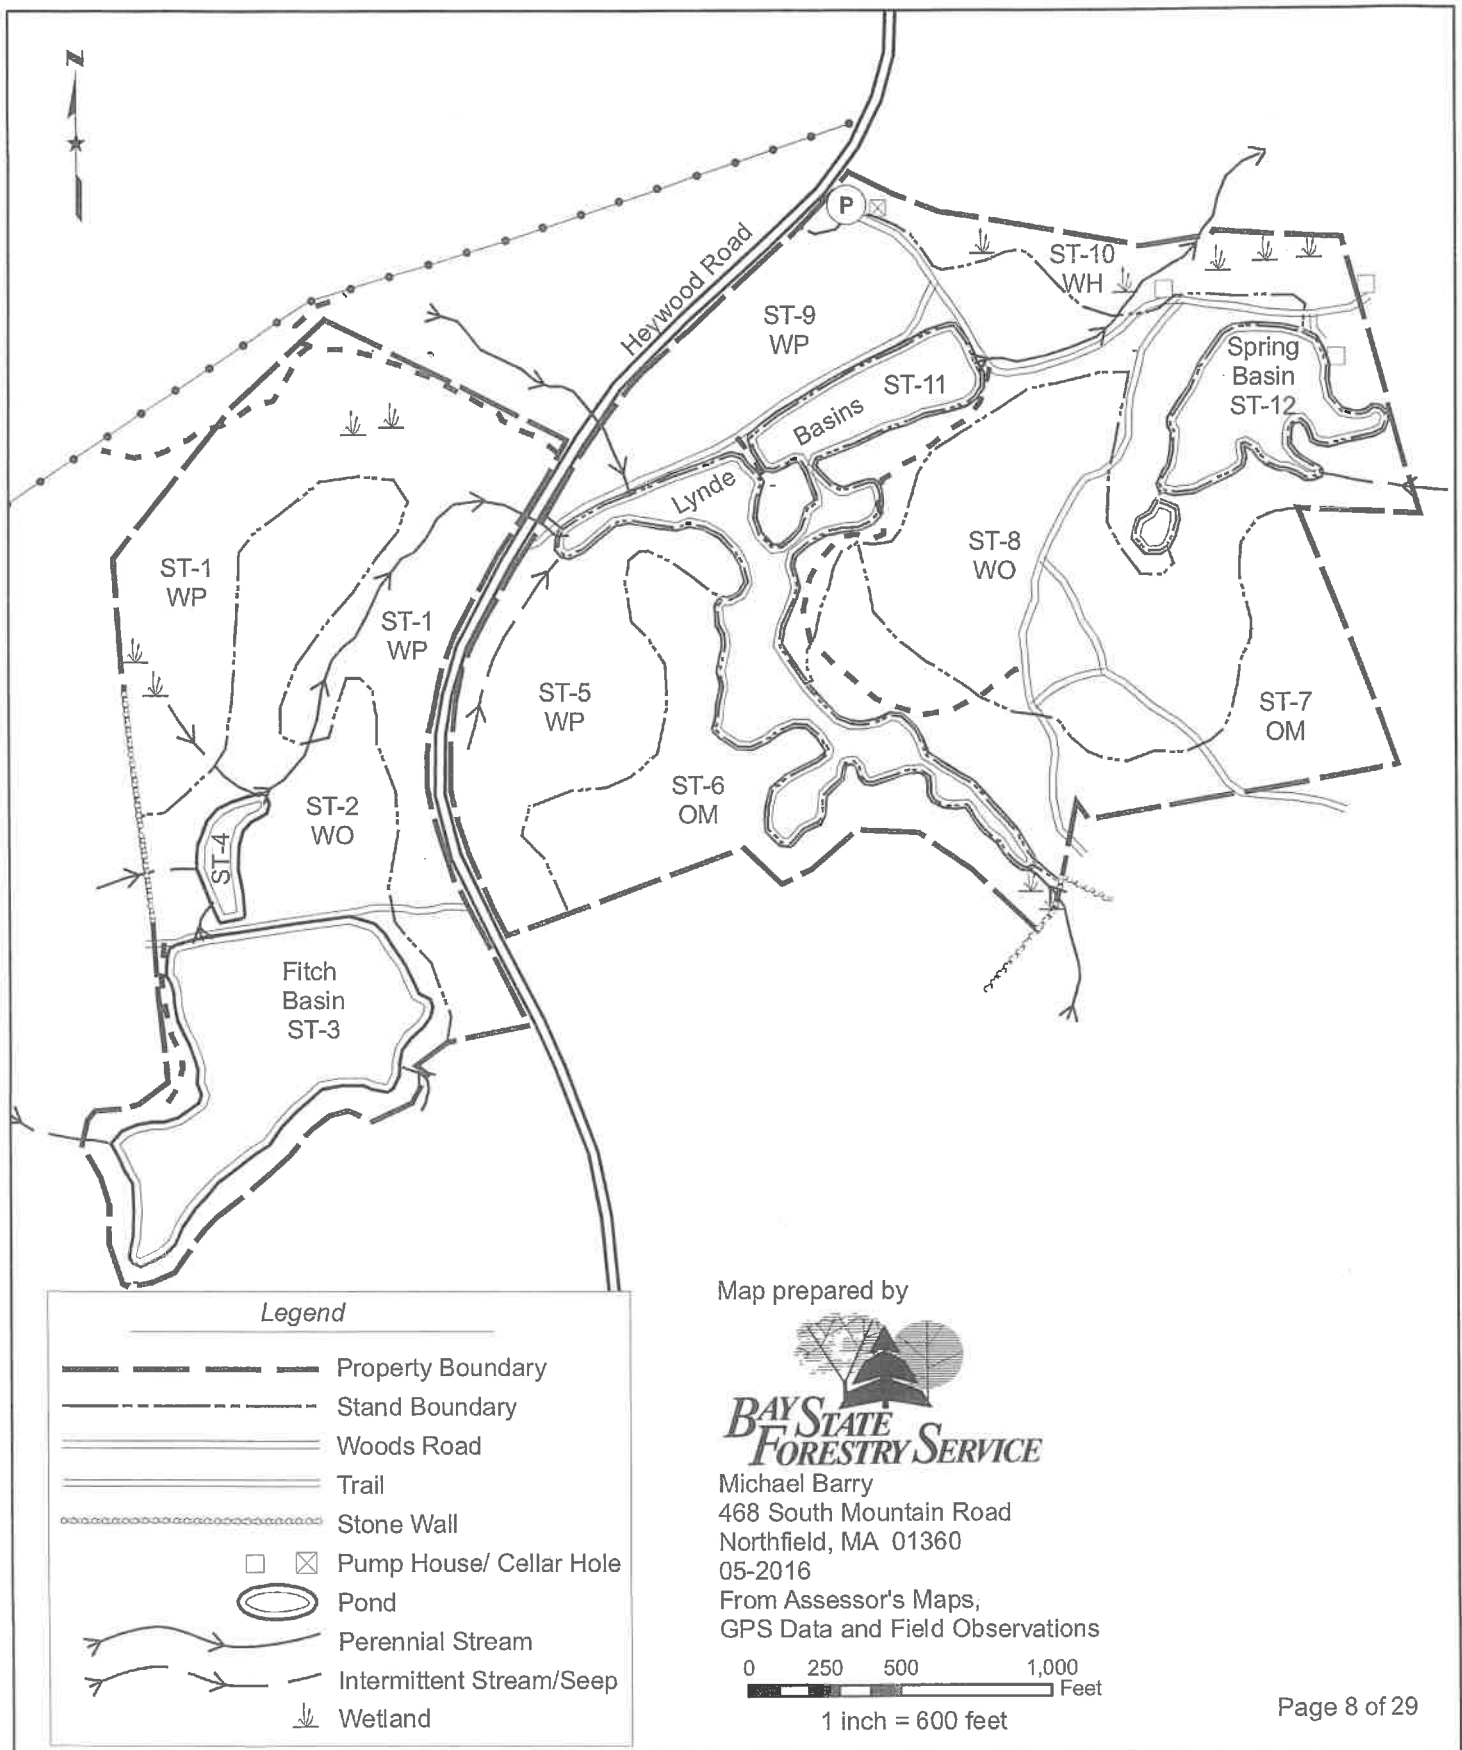 N
Heywood Road
P
ST-10
WH
ST-9
WP
Spring
Basin
ST-12
ST-11
Basins
Lynde
ST-1
WP
ST-8
WO
ST-1
WP
ST-5
WP
ST-7
OM
ST-6
OM
ST-2
WO
ST-4
Fitch
Basin
ST-3
Legend
Property Boundary
Stand Boundary
Woods Road
Trail
Stone Wall
Pump House/ Cellar Hole
Pond
Perennial Stream
Intermittent Stream/Seep
Wetland
Map prepared by
BAY STATE
FORESTRY SERVICE
Michael Barry
468 South Mountain Road
Northfield, MA 01360
05-2016
From Assessor's Maps,
GPS Data and Field Observations
0 250 500 1,000
Feet
1 inch = 600 feet
Page 8 of 29